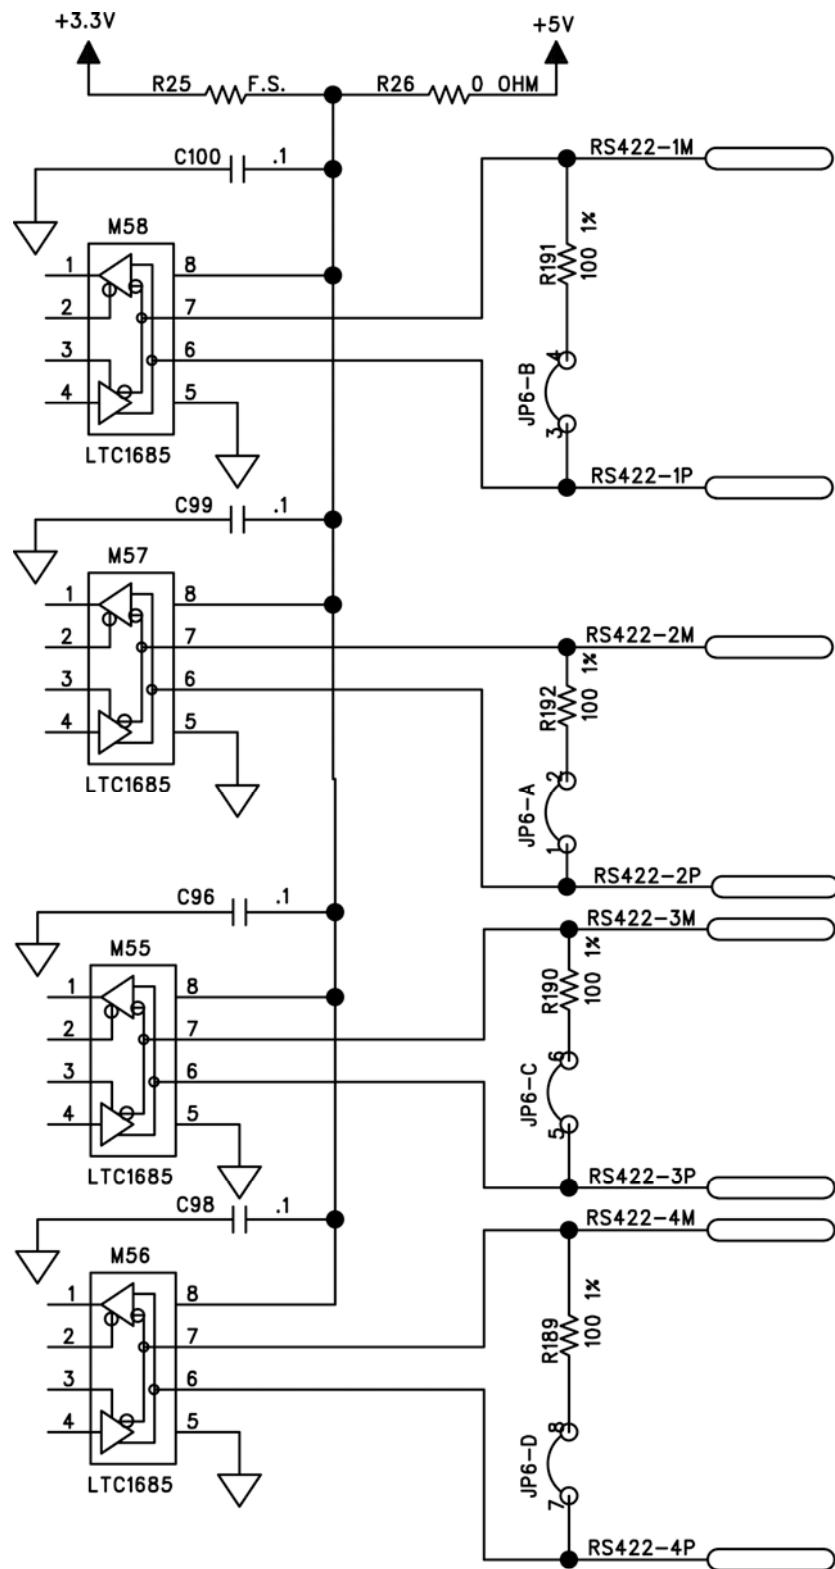 +3.3V
+5V
R25 F.S. R26 0 OHM
C100 .1
RS422-1M
M58
1 8
2 7
3 6
4 5
LTC1685
R191
100 1%
4
JP6-B
3
RS422-1P
C99 .1
M57
1 8
2 7
3 6
4 5
LTC1685
RS422-2M
R192
100 1%
2
JP6-A
1
RS422-2P
C96 .1
RS422-3M
M55
1 8
2 7
3 6
4 5
LTC1685
R190
100 1%
6
JP6-C
5
RS422-3P
C98 .1
RS422-4M
M56
1 8
2 7
3 6
4 5
LTC1685
R189
100 1%
8
JP6-D
7
RS422-4P